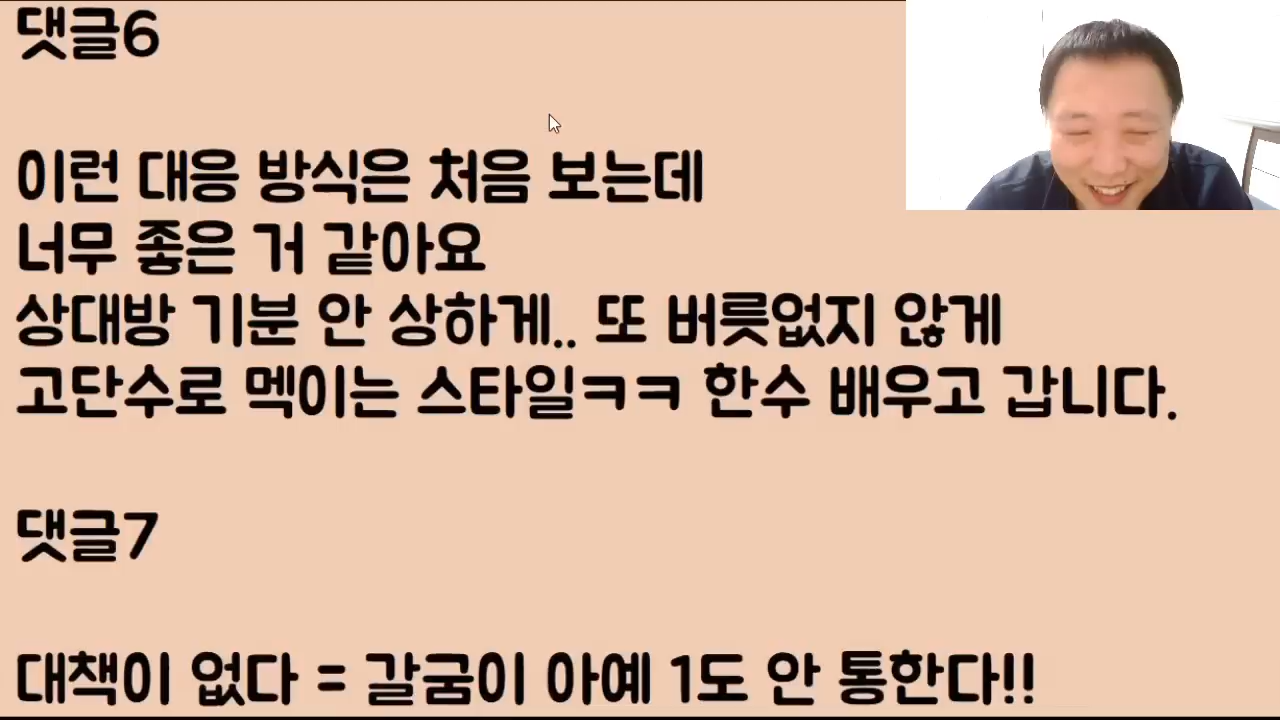 댓글6
이런 대응 방식은 처음 보는데
너무 좋은 거 같아요
상대방 기분 안 상하게.. 또 버릇없지 않게
고단수로 멕이는 스타일ㅋㅋ 한수 배우고 갑니다.
댓글7
대책이 없다 = 갈굼이 아예 1도 안 통한다!!